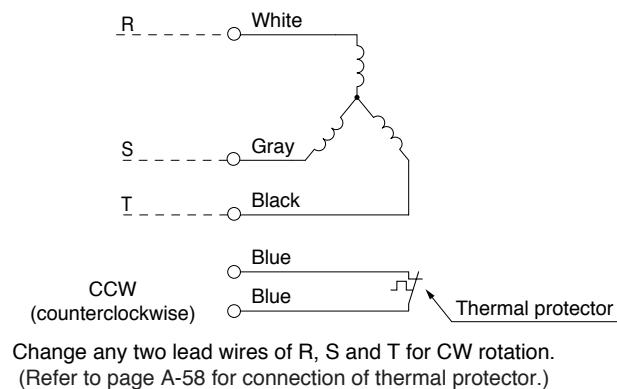 R White
S Gray
T Black
Blue
Blue
CCW
(counterclockwise)
Thermal protector
Change any two lead wires of R, S and T for CW rotation.
(Refer to page A-58 for connection of thermal protector.)